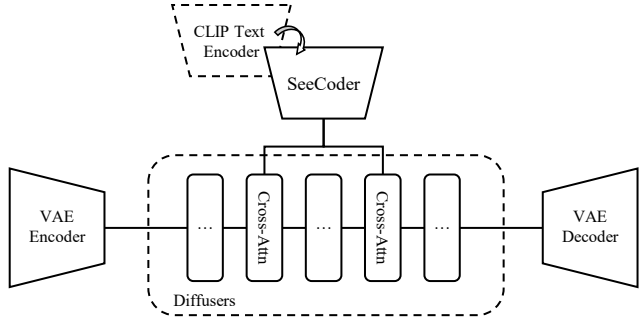 CLIP Text
Encoder
SeeCoder
VAE
Encoder
...
Cross-Attn
...
Cross-Attn
...
VAE
Decoder
Diffusers